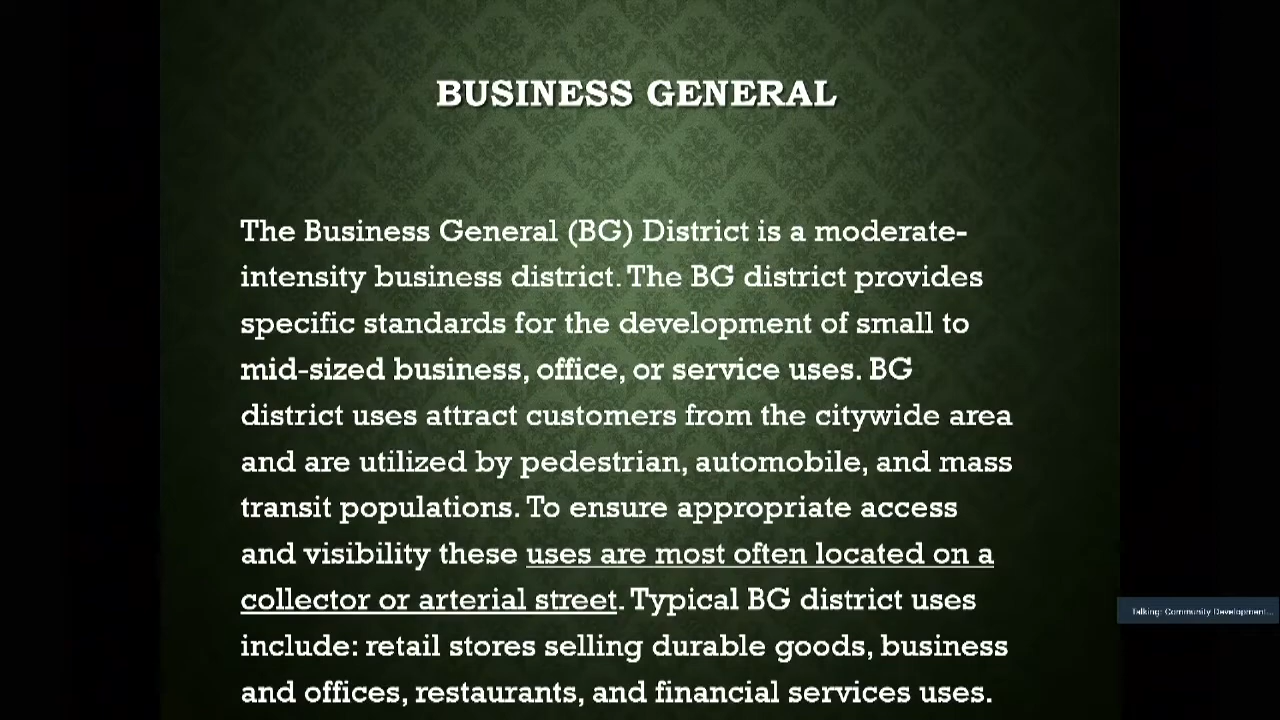 BUSINESS GENERAL
The Business General (BG) District is a moderate-
intensity business district. The BG district provides
specific standards for the development of small to
mid-sized business, office, or service uses. BG
district uses attract customers from the citywide area
and are utilized by pedestrian, automobile, and mass
transit populations. To ensure appropriate access
and visibility these uses are most often located on a
collector or arterial street. Typical BG district uses
include: retail stores selling durable goods, business
and offices, restaurants, and financial services uses.
Talking: Community Development...